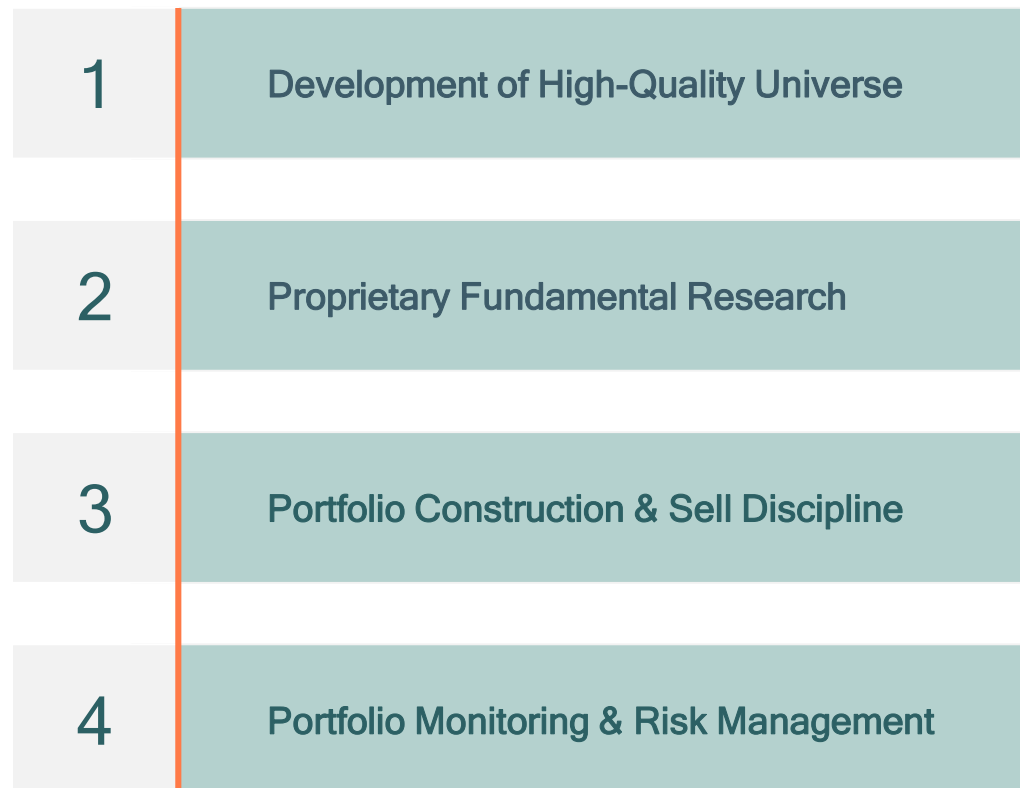 1
Development of High-Quality Universe
2
Proprietary Fundamental Research
3
Portfolio Construction & Sell Discipline
4
Portfolio Monitoring & Risk Management